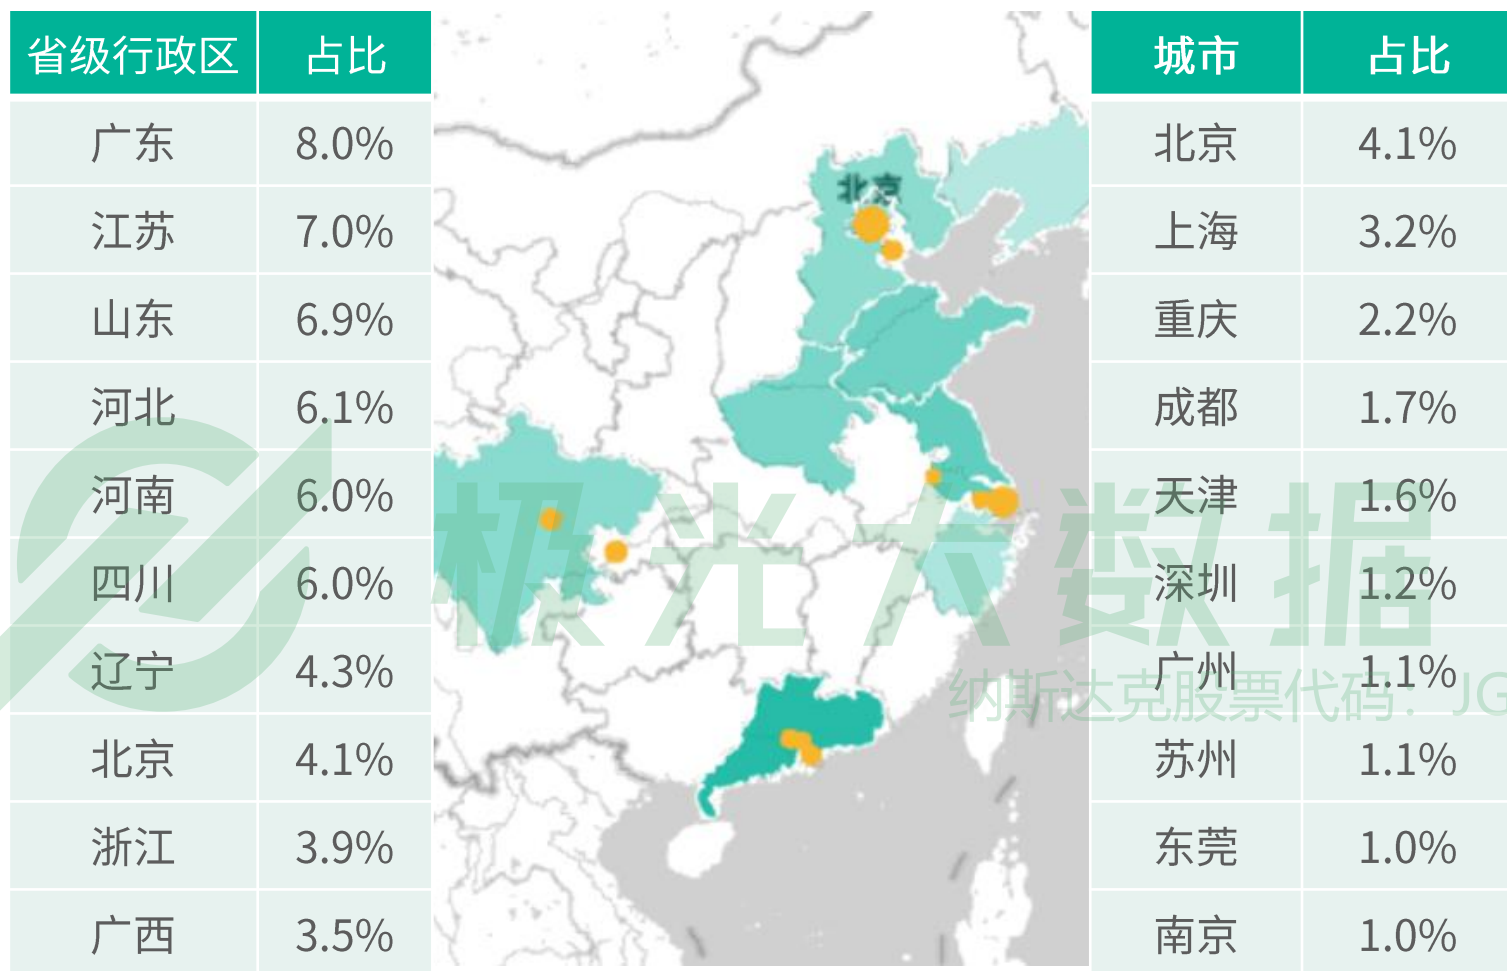 省级行政区 占比
广东 8.0%
江苏 7.0%
山东 6.9%
河北 6.1%
河南 6.0%
四川 6.0%
辽宁 4.3%
北京 4.1%
浙江 3.9%
广西 3.5%
北京
极光大数据
纳斯达克股票代码：JG
城市 占比
北京 4.1%
上海 3.2%
重庆 2.2%
成都 1.7%
天津 1.6%
深圳 1.2%
广州 1.1%
苏州 1.1%
东莞 1.0%
南京 1.0%